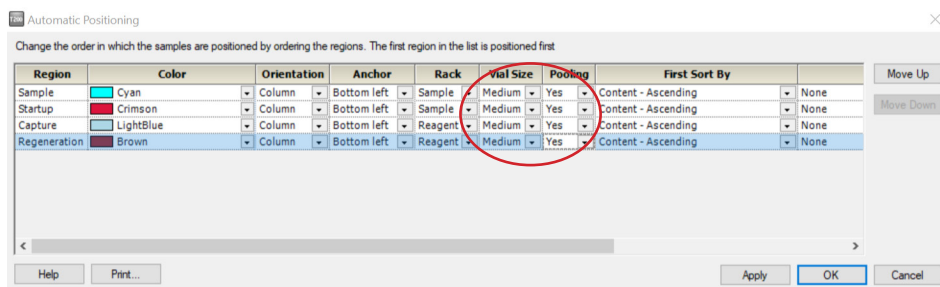 T200 Automatic Positioning
Change the order in which the samples are positioned by ordering the regions. The first region in the list is positioned first
Region Color Orientation Anchor Rack Vial Size Pooling First Sort By
Sample Cyan Column Bottom left Sample Medium Yes Content - Ascending None
Startup Crimson Column Bottom left Sample Medium Yes Content - Ascending None
Capture LightBlue Column Bottom left Reagent Medium Yes Content - Ascending None
Regeneration Brown Column Bottom left Reagent Medium Yes Content - Ascending None
Move Up
Move Down
Help Print... Apply OK Cancel